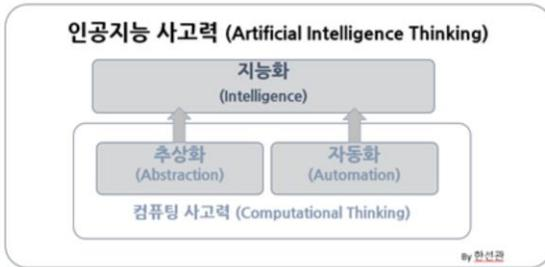 인공지능 사고력 (Artificial Intelligence Thinking)
지능화
(Intelligence)
추상화
(Abstraction)
자동화
(Automation)
컴퓨팅 사고력 (Computational Thinking)
By 한선관